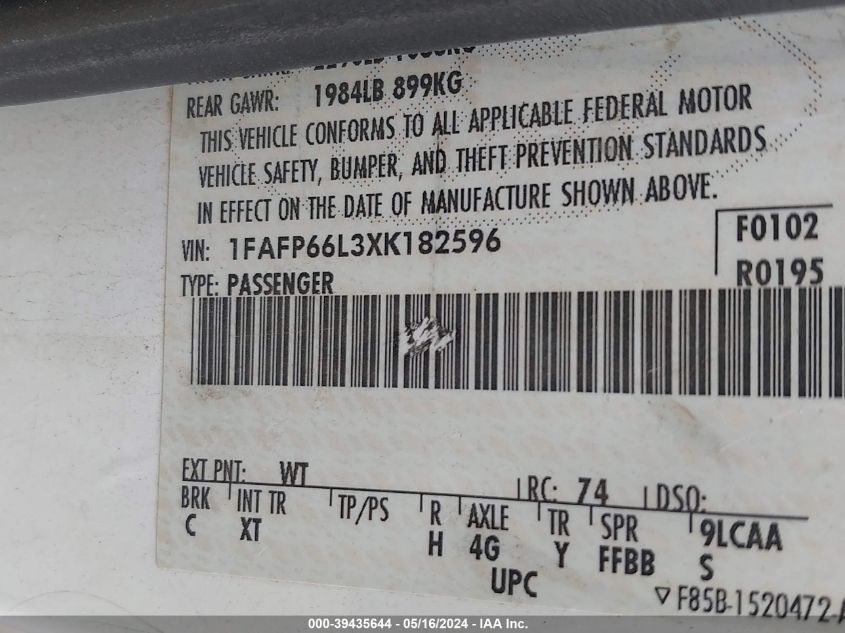 REAR GAWR: 1984LB 899KG
THIS VEHICLE CONFORMS TO ALL APPLICABLE FEDERAL MOTOR
VEHICLE SAFETY, BUMPER, AND THEFT PREVENTION STANDARDS
IN EFFECT ON THE DATE OF MANUFACTURE SHOWN ABOVE.
VIN: 1FAFP66L3XK182596
F0102
TYPE: PASSENGER
R0195
EXT PNT: WT RC: 74 DSO:
BRK INT TR TP/PS R AXLE TR SPR 9LCAA
C XT H 4G Y FFBB S
UPC
F85B-1520472-A
000-39435644 / 05/16/2024 - IAA Inc.